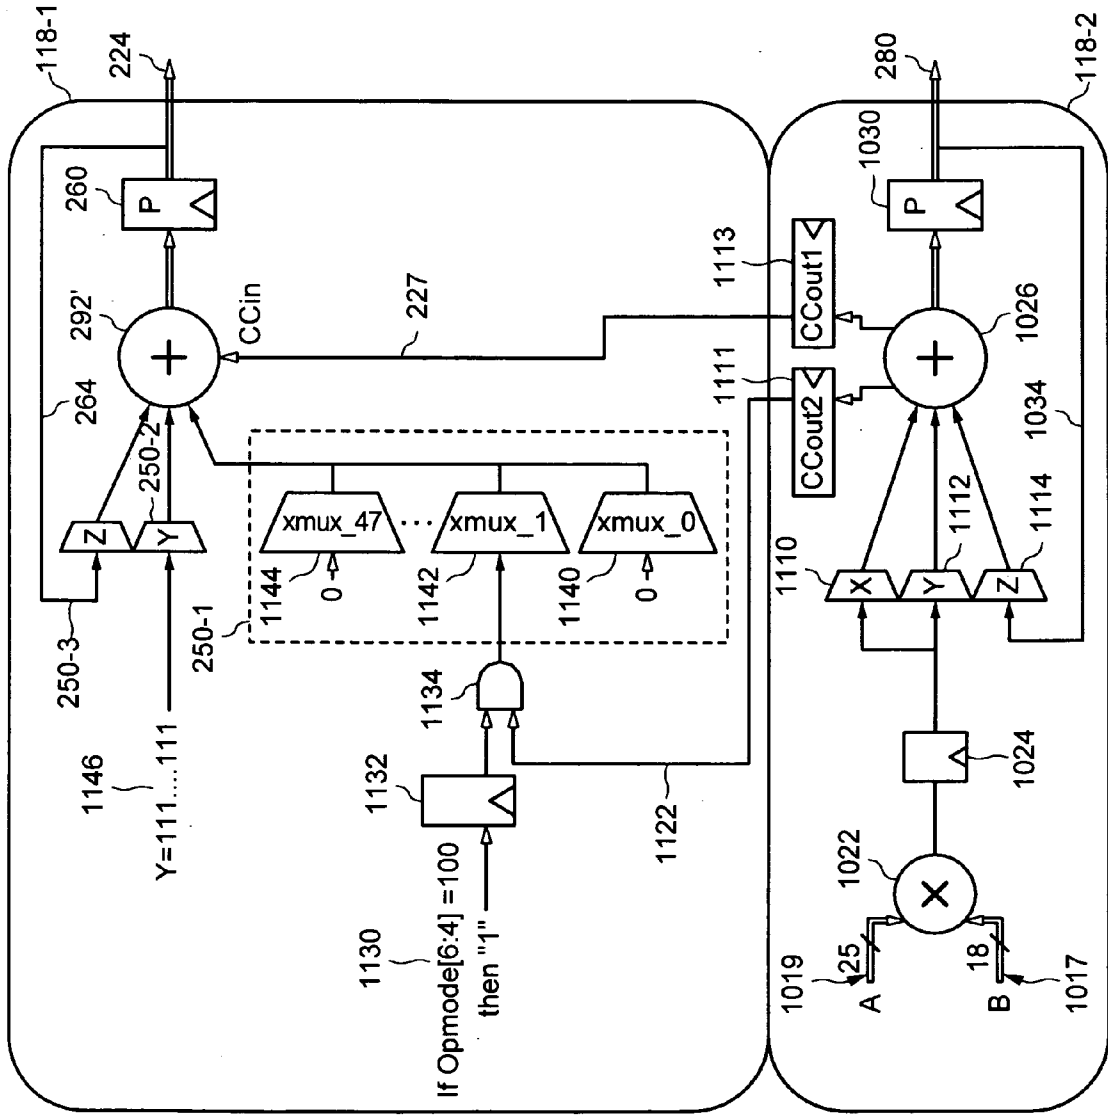 118-1
224
260
P
292'
+
CCin
264
250-2
Z
Y
250-3
1146
Y=111....111
227
250-1
xmux_47
...
xmux_1
xmux_0
1144
0
1142
1140
0
1134
1132
1130
If Opmode[6:4] =100
then "1"
1122
1113
CCout1
1111
CCout2
118-2
280
1030
P
+
1026
1034
1110
X
Y
Z
1112
1114
1024
1022
×
1019
25
A
18
B
1017